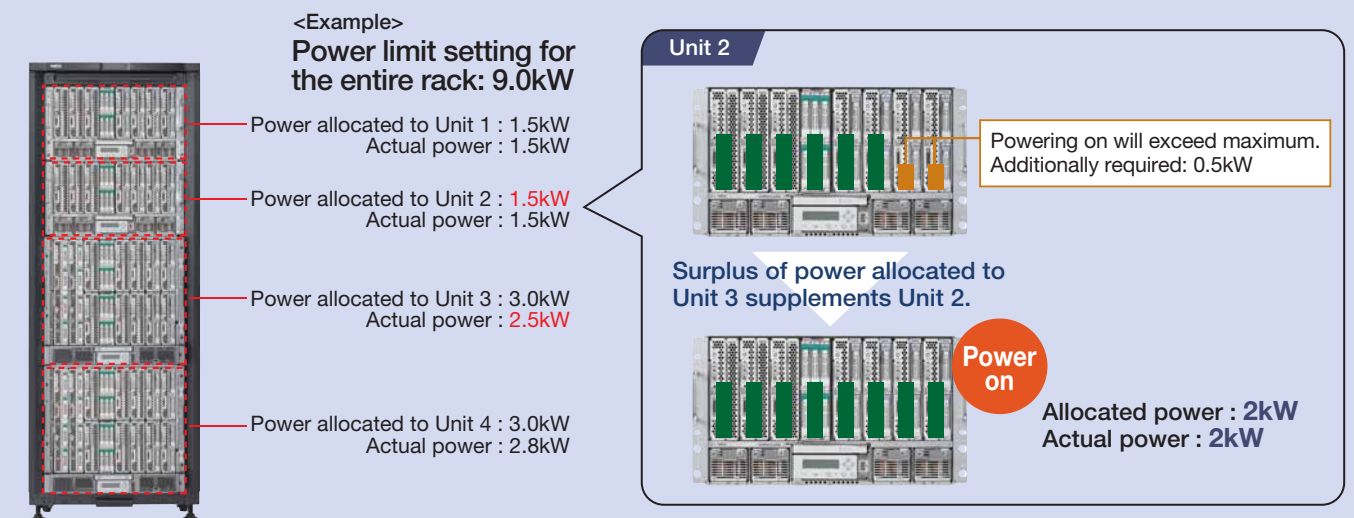 <Example>
Power limit setting for
the entire rack: 9.0kW
Power allocated to Unit 1 : 1.5kW
Actual power : 1.5kW
Power allocated to Unit 2 : 1.5kW
Actual power : 1.5kW
Power allocated to Unit 3 : 3.0kW
Actual power : 2.5kW
Power allocated to Unit 4 : 3.0kW
Actual power : 2.8kW
Unit 2
Powering on will exceed maximum.
Additionally required: 0.5kW
Surplus of power allocated to
Unit 3 supplements Unit 2.
Power
on
Allocated power : 2kW
Actual power : 2kW